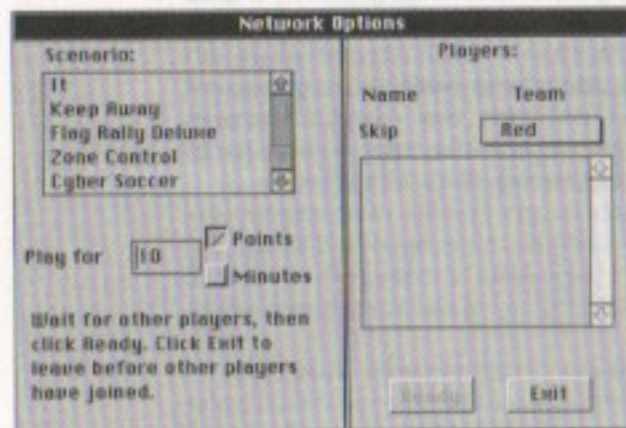 Network Options
Scenario:
It
Keep Away
Flag Rally Deluxe
Zone Control
Cyber Soccer
Play for 10
Points
Minutes
Wait for other players, then
click Ready. Click Exit to
leave before other players
have joined.
Players:
Name Team
Skip Red
Ready Exit